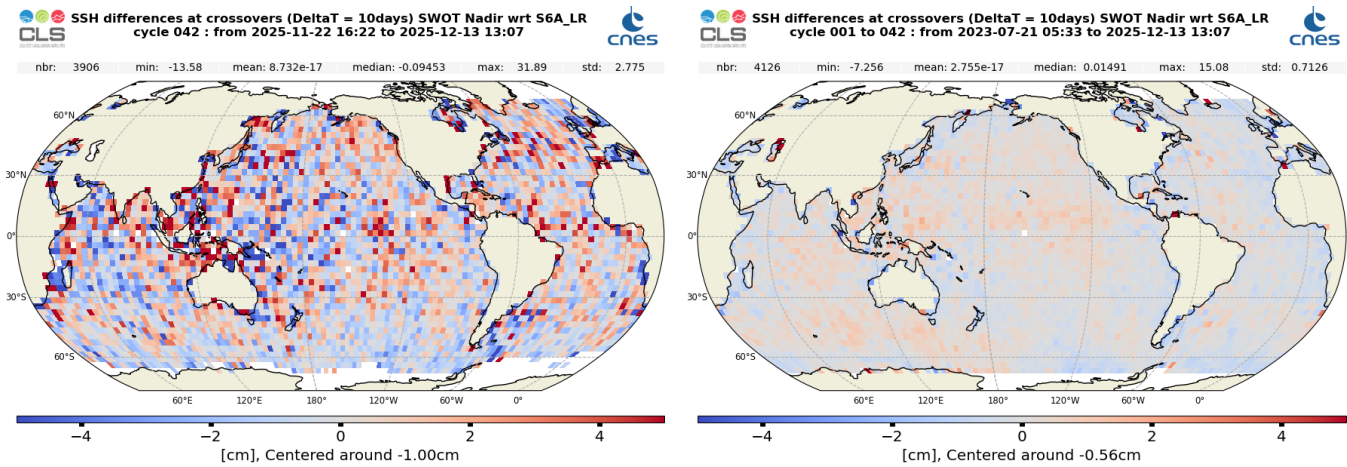 CLS
SSH differences at crossovers (DeltaT = 10days) SWOT Nadir wrt S6A_LR
cycle 042 : from 2025-11-22 16:22 to 2025-12-13 13:07
cnes
nbr: 3906 min: -13.58 mean: 8.732e-17 median: -0.09453 max: 31.89 std: 2.775
60°N
30°N
0°
30°S
60°S
60°E 120°E 180° 120°W 60°W 0°
−4 −2 0 2 4
[cm], Centered around -1.00cm
CLS
SSH differences at crossovers (DeltaT = 10days) SWOT Nadir wrt S6A_LR
cycle 001 to 042 : from 2023-07-21 05:33 to 2025-12-13 13:07
cnes
nbr: 4126 min: -7.256 mean: 2.755e-17 median: 0.01491 max: 15.08 std: 0.7126
60°N
30°N
0°
30°S
60°S
60°E 120°E 180° 120°W 60°W 0°
−4 −2 0 2 4
[cm], Centered around -0.56cm